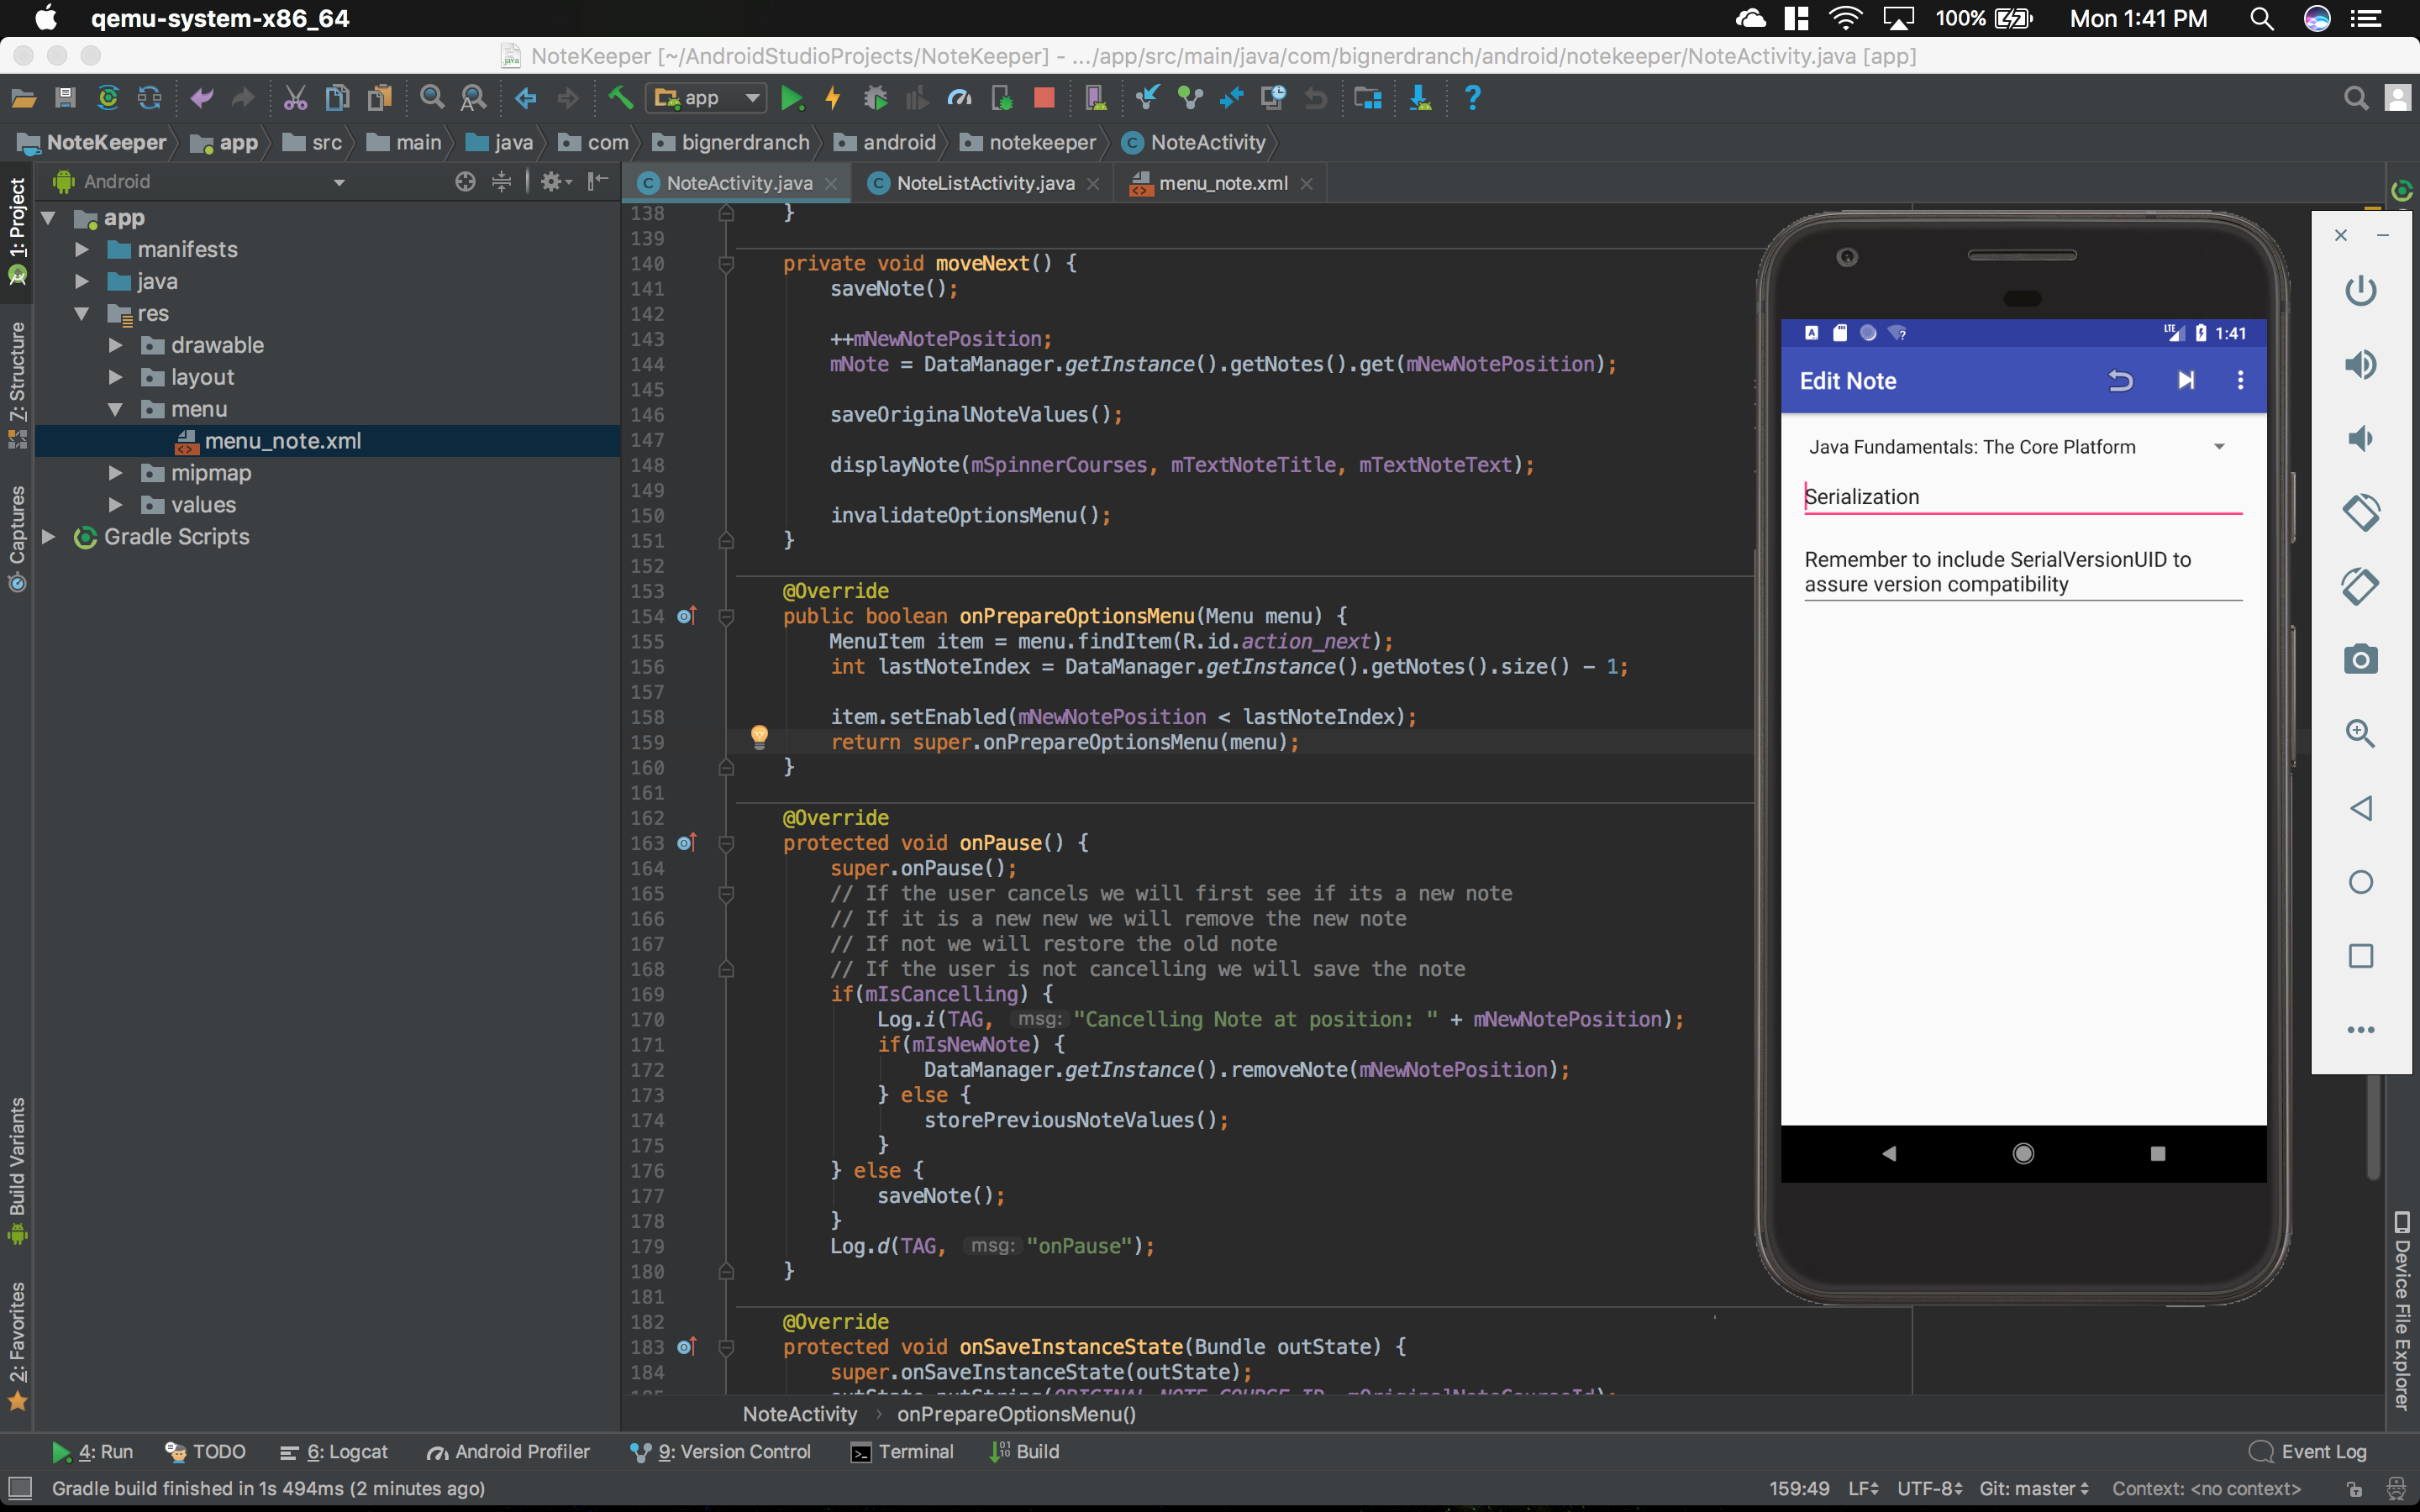 qemu-system-x86_64
100%
Mon 1:41 PM
NoteKeeper [~/AndroidStudioProjects/NoteKeeper] - .../app/src/main/java/com/bignerdranch/android/notekeeper/NoteActivity.java [app]
app
NoteKeeper
app
src
main
java
com
bignerdranch
android
notekeeper
NoteActivity
Android
NoteActivity.java
NoteListActivity.java
menu_note.xml
1: Project
7: Structure
Captures
Build Variants
2: Favorites
app
manifests
java
res
drawable
layout
menu
menu_note.xml
mipmap
values
Gradle Scripts
138 }
139
140 private void moveNext() {
141 saveNote();
142
143 ++mNewNotePosition;
144 mNote = DataManager.getInstance().getNotes().get(mNewNotePosition);
145
146 saveOriginalNoteValues();
147
148 displayNote(mSpinnerCourses, mTextNoteTitle, mTextNoteText);
149
150 invalidateOptionsMenu();
151 }
152
153 @Override
154 public boolean onPrepareOptionsMenu(Menu menu) {
155 MenuItem item = menu.findItem(R.id.action_next);
156 int lastNoteIndex = DataManager.getInstance().getNotes().size() - 1;
157
158 item.setEnabled(mNewNotePosition < lastNoteIndex);
159 return super.onPrepareOptionsMenu(menu);
160 }
161
162 @Override
163 protected void onPause() {
164 super.onPause();
165 // If the user cancels we will first see if its a new note
166 // If it is a new new we will remove the new note
167 // If not we will restore the old note
168 // If the user is not cancelling we will save the note
169 if(mIsCancelling) {
170 Log.i(TAG, msg: "Cancelling Note at position: " + mNewNotePosition);
171 if(mIsNewNote) {
172 DataManager.getInstance().removeNote(mNewNotePosition);
173 } else {
174 storePreviousNoteValues();
175 }
176 } else {
177 saveNote();
178 }
179 Log.d(TAG, msg: "onPause");
180 }
181
182 @Override
183 protected void onSaveInstanceState(Bundle outState) {
184 super.onSaveInstanceState(outState);
LTE
1:41
Edit Note
Java Fundamentals: The Core Platform
Serialization
Remember to include SerialVersionUID to
assure version compatibility
Device File Explorer
NoteActivity
onPrepareOptionsMenu()
4: Run
TODO
6: Logcat
Android Profiler
9: Version Control
Terminal
Build
Event Log
Gradle build finished in 1s 494ms (2 minutes ago)
159:49
LF
UTF-8
Git: master
Context: <no context>